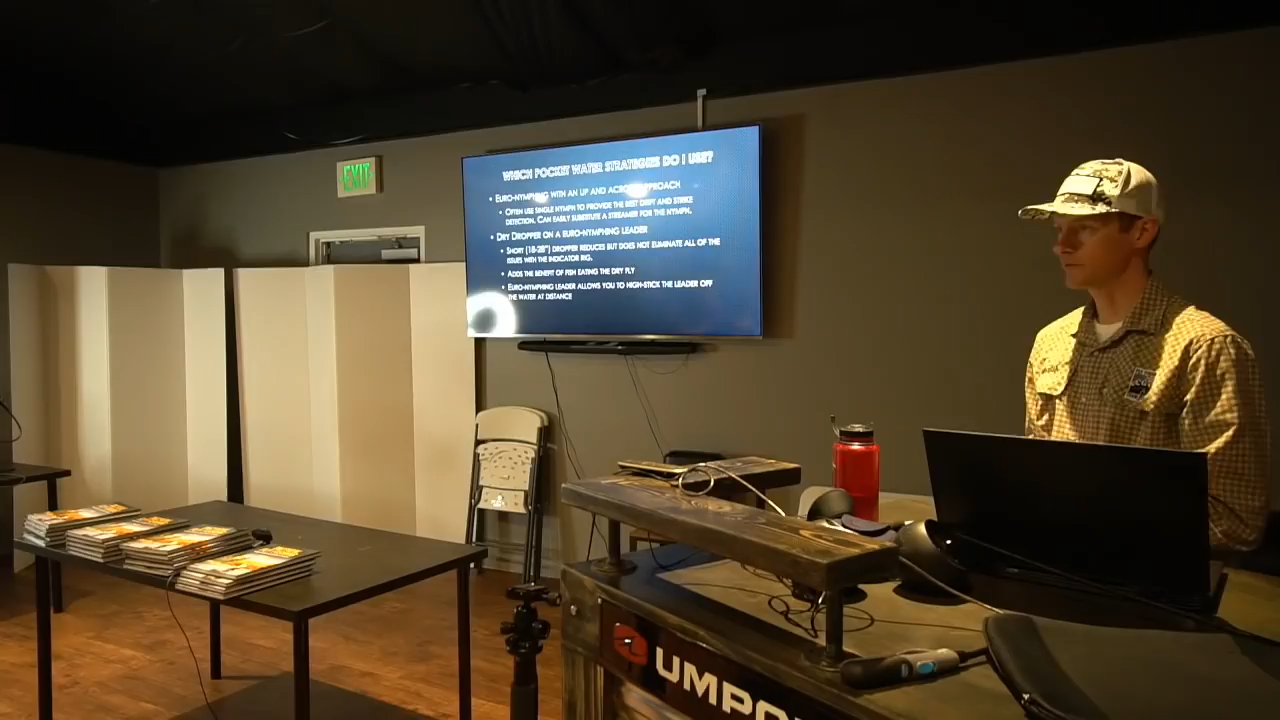 EXIT
WHICH POCKET WATER STRATEGIES DO I USE?
• EURO-NYMPHING WITH AN UP AND ACROSS APPROACH
• OFTEN USE SINGLE NYMPH TO PROVIDE THE BEST DRIFT AND STRIKE
DETECTION. CAN EASILY SUBSTITUTE A STREAMER FOR THE NYMPH.
• DRY DROPPER ON A EURO-NYMPHING LEADER
• SHORT (18-28") DROPPER REDUCES BUT DOES NOT ELIMINATE ALL OF THE
ISSUES WITH THE INDICATOR RIG.
• ADDS THE BENEFIT OF FISH EATING THE DRY FLY
• EURO-NYMPHING LEADER ALLOWS YOU TO HIGH-STICK THE LEADER OFF
THE WATER AT DISTANCE
UMPQ